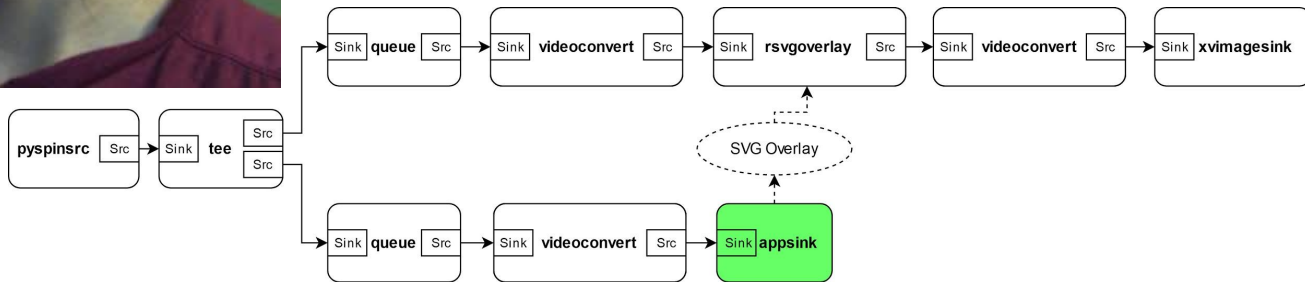 Sink queue Src Sink videoconvert Src Sink rsvgoverlay Src Sink videoconvert Src Sink xvimagesink
pyspinsrc Src Sink tee Src
Src
SVG Overlay
Sink queue Src Sink videoconvert Src Sink appsink